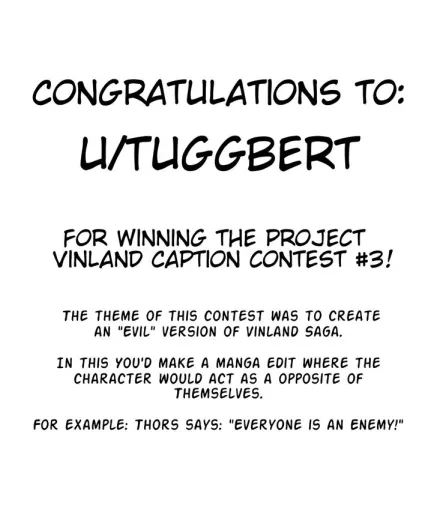 CONGRATULATIONS TO:
U/TUGGBERT
FOR WINNING THE PROJECT
VINLAND CAPTION CONTEST #3!
THE THEME OF THIS CONTEST WAS TO CREATE
AN "EVIL" VERSION OF VINLAND SAGA.
IN THIS YOU'D MAKE A MANGA EDIT WHERE THE
CHARACTER WOULD ACT AS A OPPOSITE OF
THEMSELVES.
FOR EXAMPLE: THORS SAYS: "EVERYONE IS AN ENEMY!"